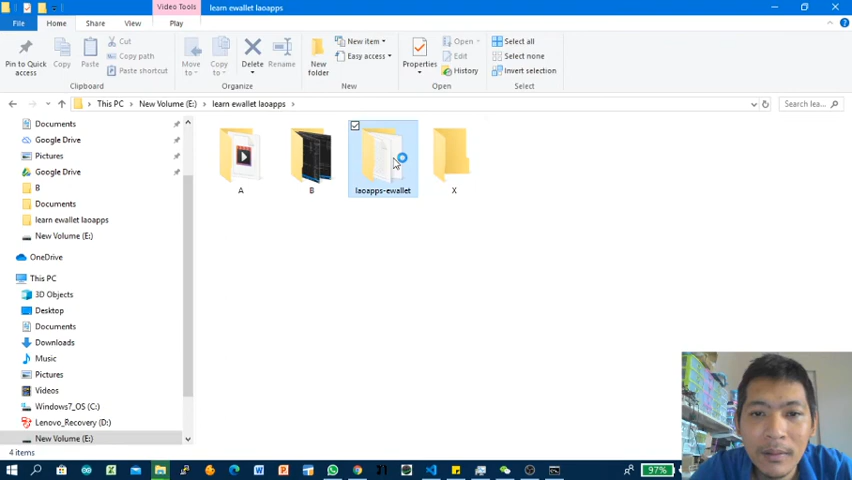 Video Tools
learn ewallet laoapps
File
Home
Share
View
Play
Pin to Quick access
Copy
Paste
Cut
Copy path
Paste shortcut
Clipboard
Move to
Copy to
Delete
Rename
Organize
New folder
New item
Easy access
New
Properties
Open
Edit
History
Open
Select all
Select none
Invert selection
Select
This PC > New Volume (E:) > learn ewallet laoapps >
Search lea...
Documents
Google Drive
Pictures
Google Drive
B
Documents
learn ewallet laoapps
New Volume (E:)
OneDrive
This PC
3D Objects
Desktop
Documents
Downloads
Music
Pictures
Videos
Windows7_OS (C:)
Lenovo_Recovery (D:)
New Volume (E:)
A
B
laoapps-ewallet
X
4 items
97%